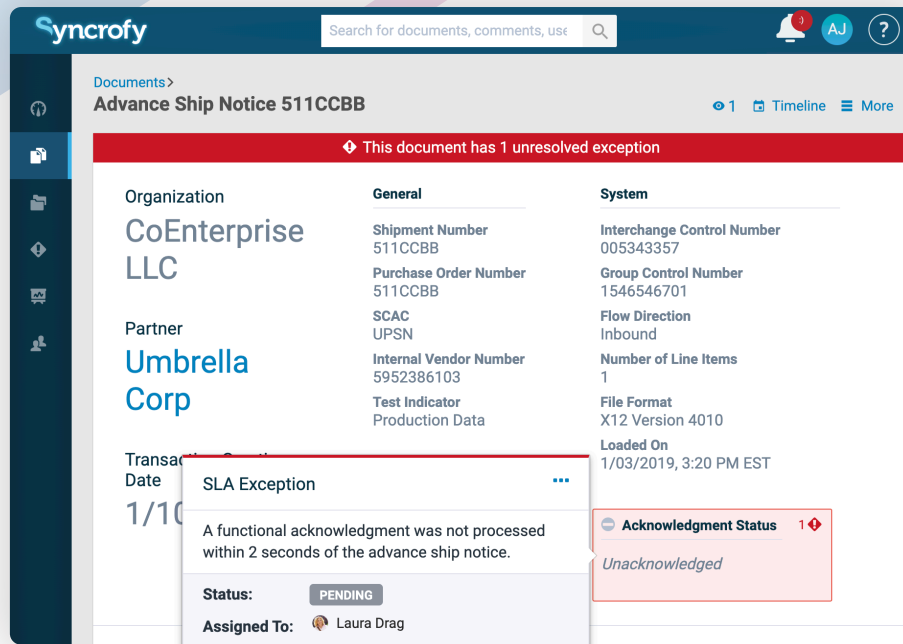 Syncrofy
Search for documents, comments, use
AJ
?
Documents>
Advance Ship Notice 511CCBB
1
Timeline
More
This document has 1 unresolved exception
Organization
CoEnterprise
LLC
Partner
Umbrella
Corp
Date
General
Shipment Number
511CCBB
Purchase Order Number
511CCBB
SCAC
UPSN
Internal Vendor Number
5952386103
Test Indicator
Production Data
System
Interchange Control Number
005343357
Group Control Number
1546546701
Flow Direction
Inbound
Number of Line Items
1
File Format
X12 Version 4010
Loaded On
1/03/2019, 3:20 PM EST
SLA Exception
A functional acknowledgment was not processed
within 2 seconds of the advance ship notice.
Status: PENDING
Assigned To: Laura Drag
Acknowledgment Status 1
Unacknowledged